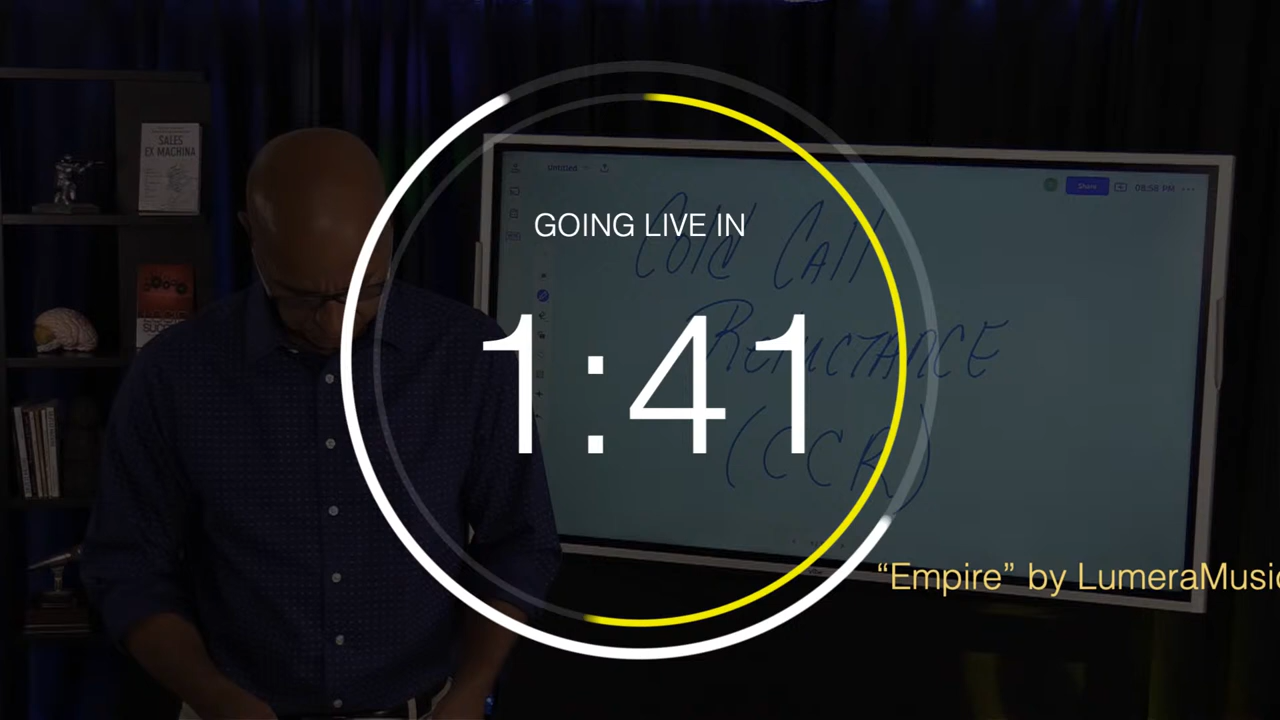 SALES
EX MACHINA
Untitled
Share
08:58 PM
GOING LIVE IN
1:41
Cold Call
Reluctance
(CCR)
“Empire” by LumeraMusic